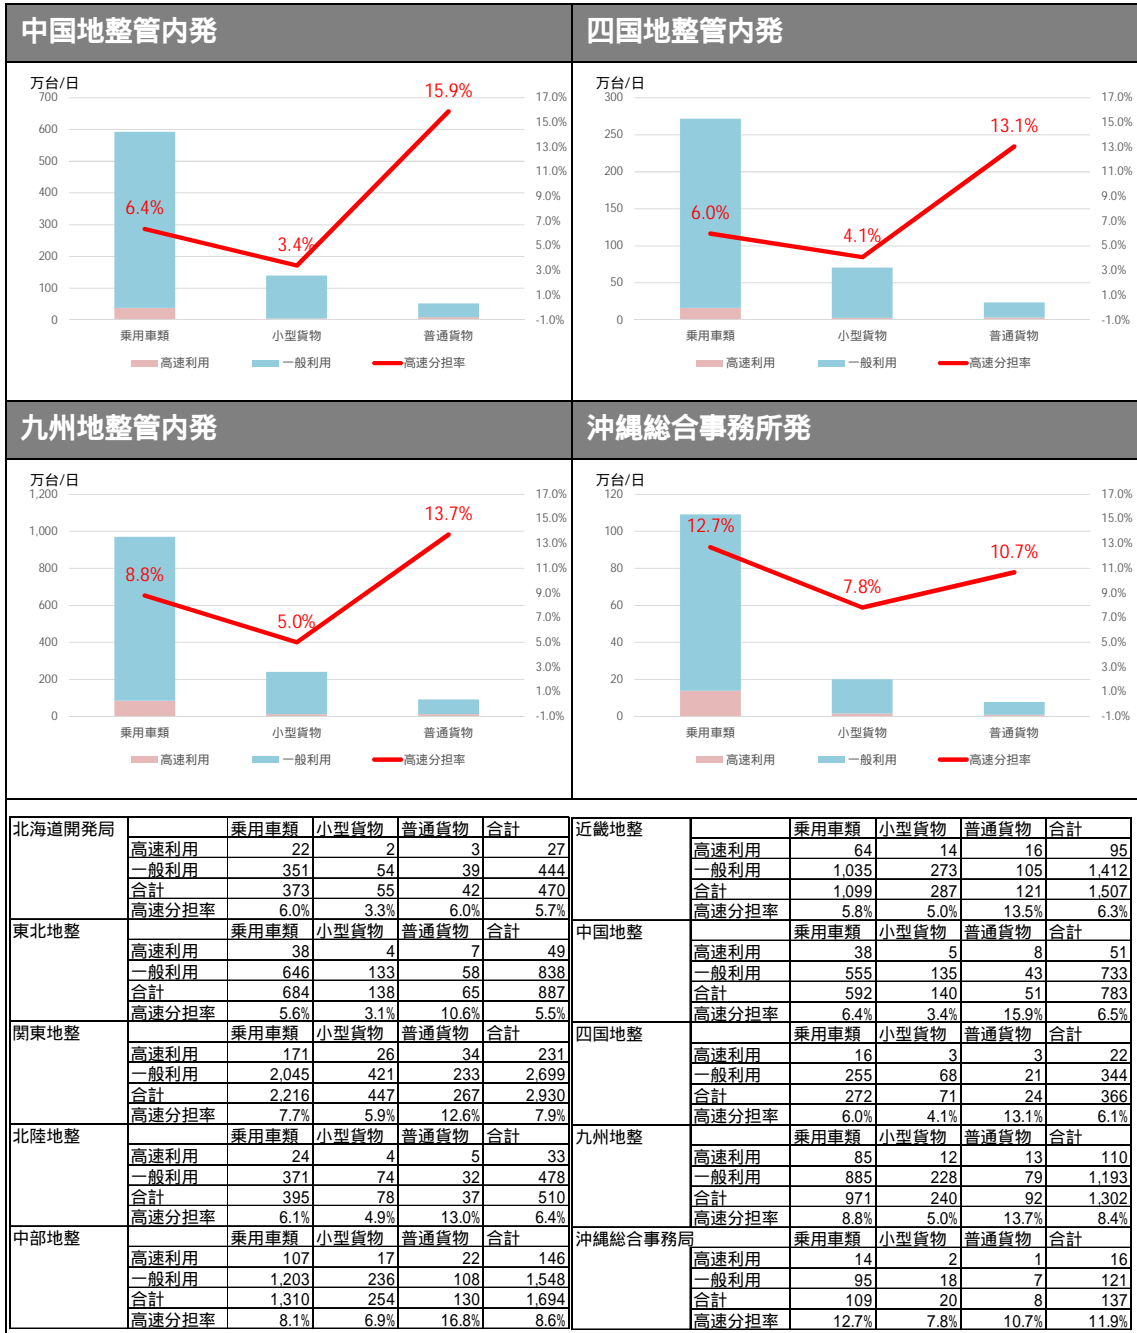 中国地整管内発
四国地整管内発
万台/日
700
600
500
400
300
200
100
0
17.0%
15.0%
13.0%
11.0%
9.0%
7.0%
5.0%
3.0%
1.0%
-1.0%
6.4%
3.4%
15.9%
乗用車類 小型貨物 普通貨物
高速利用 一般利用 高速分担率
万台/日
300
250
200
150
100
50
0
17.0%
15.0%
13.0%
11.0%
9.0%
7.0%
5.0%
3.0%
1.0%
-1.0%
6.0%
4.1%
13.1%
乗用車類 小型貨物 普通貨物
高速利用 一般利用 高速分担率
九州地整管内発
沖縄総合事務所発
万台/日
1,200
1,000
800
600
400
200
0
17.0%
15.0%
13.0%
11.0%
9.0%
7.0%
5.0%
3.0%
1.0%
-1.0%
8.8%
5.0%
13.7%
乗用車類 小型貨物 普通貨物
高速利用 一般利用 高速分担率
万台/日
120
100
80
60
40
20
0
17.0%
15.0%
13.0%
11.0%
9.0%
7.0%
5.0%
3.0%
1.0%
-1.0%
12.7%
7.8%
10.7%
乗用車類 小型貨物 普通貨物
高速利用 一般利用 高速分担率
北海道開発局 乗用車類 小型貨物 普通貨物 合計
高速利用 22 2 3 27
一般利用 351 54 39 444
合計 373 55 42 470
高速分担率 6.0% 3.3% 6.0% 5.7%
東北地整 乗用車類 小型貨物 普通貨物 合計
高速利用 38 4 7 49
一般利用 646 133 58 838
合計 684 138 65 887
高速分担率 5.6% 3.1% 10.6% 5.5%
関東地整 乗用車類 小型貨物 普通貨物 合計
高速利用 171 26 34 231
一般利用 2,045 421 233 2,699
合計 2,216 447 267 2,930
高速分担率 7.7% 5.9% 12.6% 7.9%
北陸地整 乗用車類 小型貨物 普通貨物 合計
高速利用 24 4 5 33
一般利用 371 74 32 478
合計 395 78 37 510
高速分担率 6.1% 4.9% 13.0% 6.4%
中部地整 乗用車類 小型貨物 普通貨物 合計
高速利用 107 17 22 146
一般利用 1,203 236 108 1,548
合計 1,310 254 130 1,694
高速分担率 8.1% 6.9% 16.8% 8.6%
近畿地整 乗用車類 小型貨物 普通貨物 合計
高速利用 64 14 16 95
一般利用 1,035 273 105 1,412
合計 1,099 287 121 1,507
高速分担率 5.8% 5.0% 13.5% 6.3%
中国地整 乗用車類 小型貨物 普通貨物 合計
高速利用 38 5 8 51
一般利用 555 135 43 733
合計 592 140 51 783
高速分担率 6.4% 3.4% 15.9% 6.5%
四国地整 乗用車類 小型貨物 普通貨物 合計
高速利用 16 3 3 22
一般利用 255 68 21 344
合計 272 71 24 366
高速分担率 6.0% 4.1% 13.1% 6.1%
九州地整 乗用車類 小型貨物 普通貨物 合計
高速利用 85 12 13 110
一般利用 885 228 79 1,193
合計 971 240 92 1,302
高速分担率 8.8% 5.0% 13.7% 8.4%
沖縄総合事務局 乗用車類 小型貨物 普通貨物 合計
高速利用 14 2 1 16
一般利用 95 18 7 121
合計 109 20 8 137
高速分担率 12.7% 7.8% 10.7% 11.9%